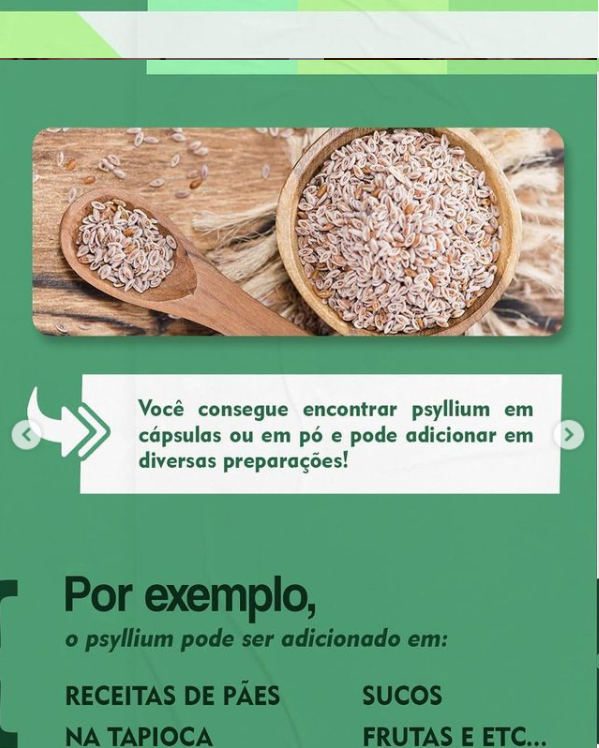 Você consegue encontrar psyllium em
cápsulas ou em pó e pode adicionar em
diversas preparações!
Por exemplo,
o psyllium pode ser adicionado em:
RECEITAS DE PÃES
SUCOS
NA TAPIOCA
FRUTAS E ETC...